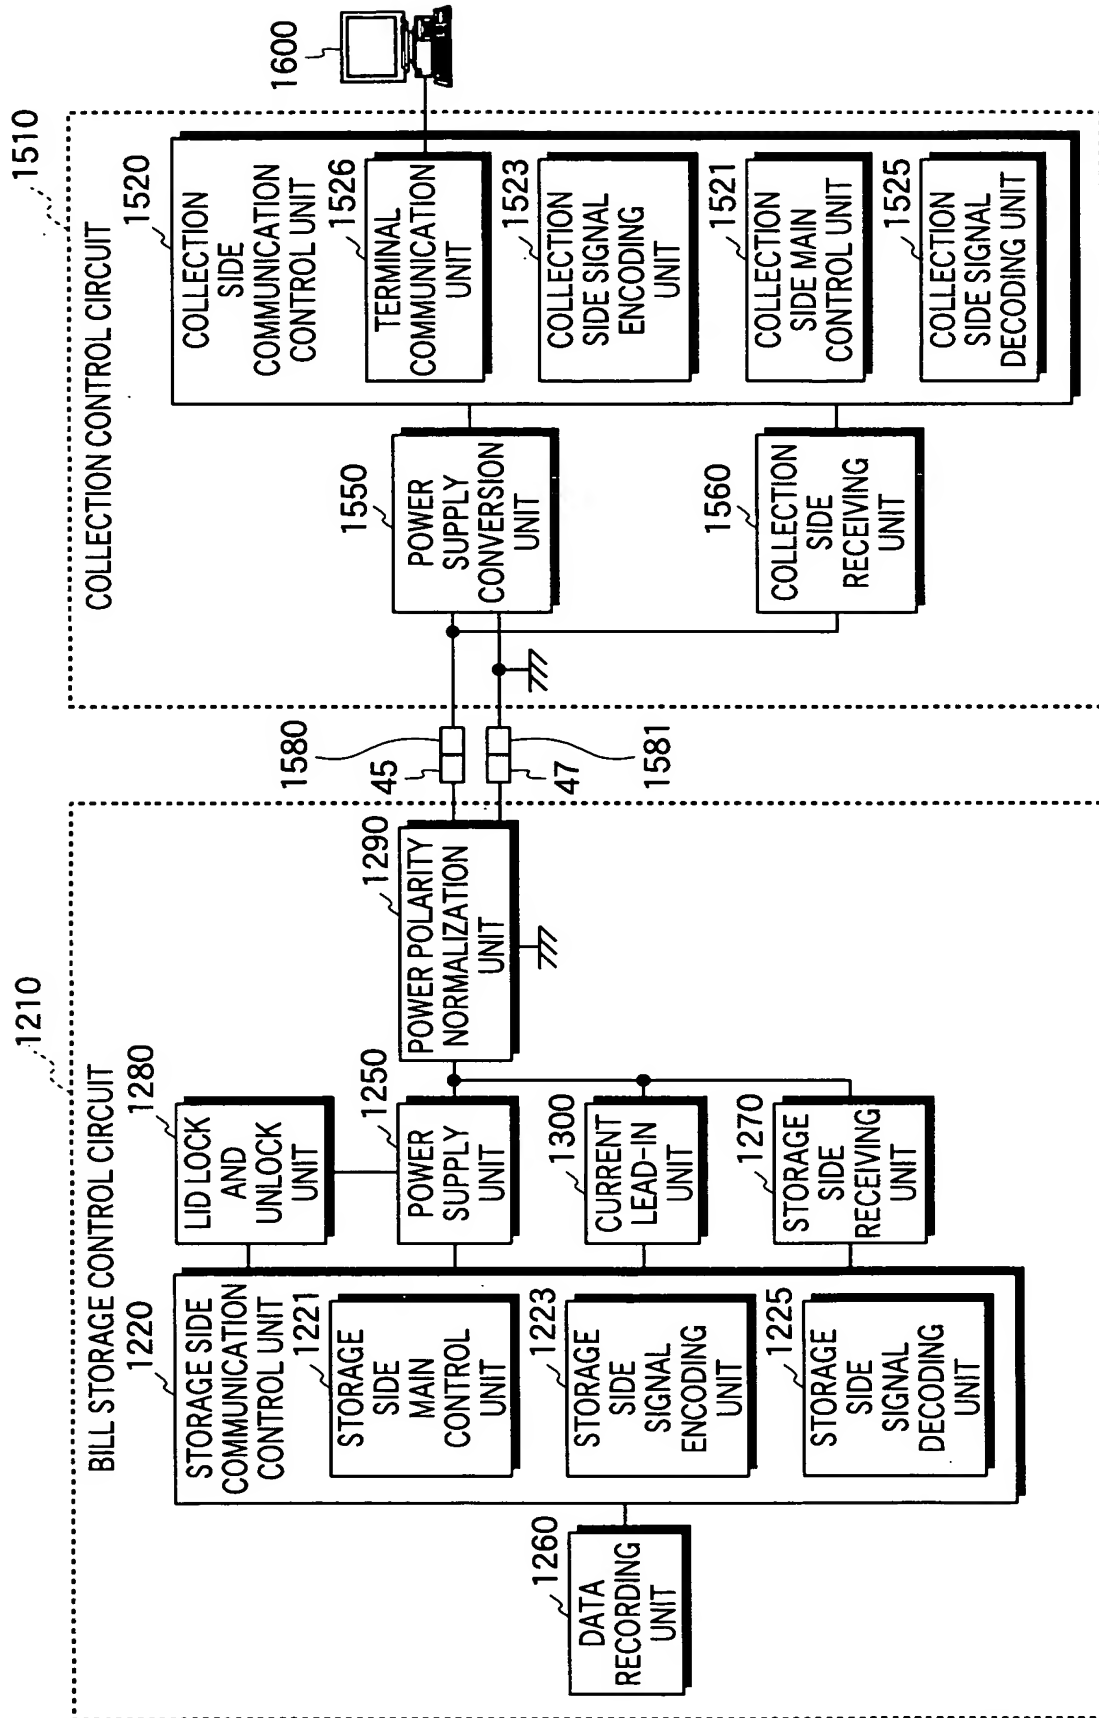 1210
BILL STORAGE CONTROL CIRCUIT
1220
STORAGE SIDE
COMMUNICATION
CONTROL UNIT
1221
STORAGE
SIDE
MAIN
CONTROL
UNIT
1223
STORAGE
SIDE
SIGNAL
ENCODING
UNIT
1225
STORAGE
SIDE
SIGNAL
DECODING
UNIT
1260
DATA
RECORDING
UNIT
1280
LID LOCK
AND
UNLOCK
UNIT
1250
POWER
SUPPLY
UNIT
1300
CURRENT
LEAD-IN
UNIT
1270
STORAGE
SIDE
RECEIVING
UNIT
1290
POWER POLARITY
NORMALIZATION
UNIT
1580
45
47
1581
1510
COLLECTION CONTROL CIRCUIT
1550
POWER
SUPPLY
CONVERSION
UNIT
1560
COLLECTION
SIDE
RECEIVING
UNIT
1520
COLLECTION
SIDE
COMMUNICATION
CONTROL UNIT
1526
TERMINAL
COMMUNICATION
UNIT
1523
COLLECTION
SIDE SIGNAL
ENCODING
UNIT
1521
COLLECTION
SIDE MAIN
CONTROL UNIT
1525
COLLECTION
SIDE SIGNAL
DECODING UNIT
1600